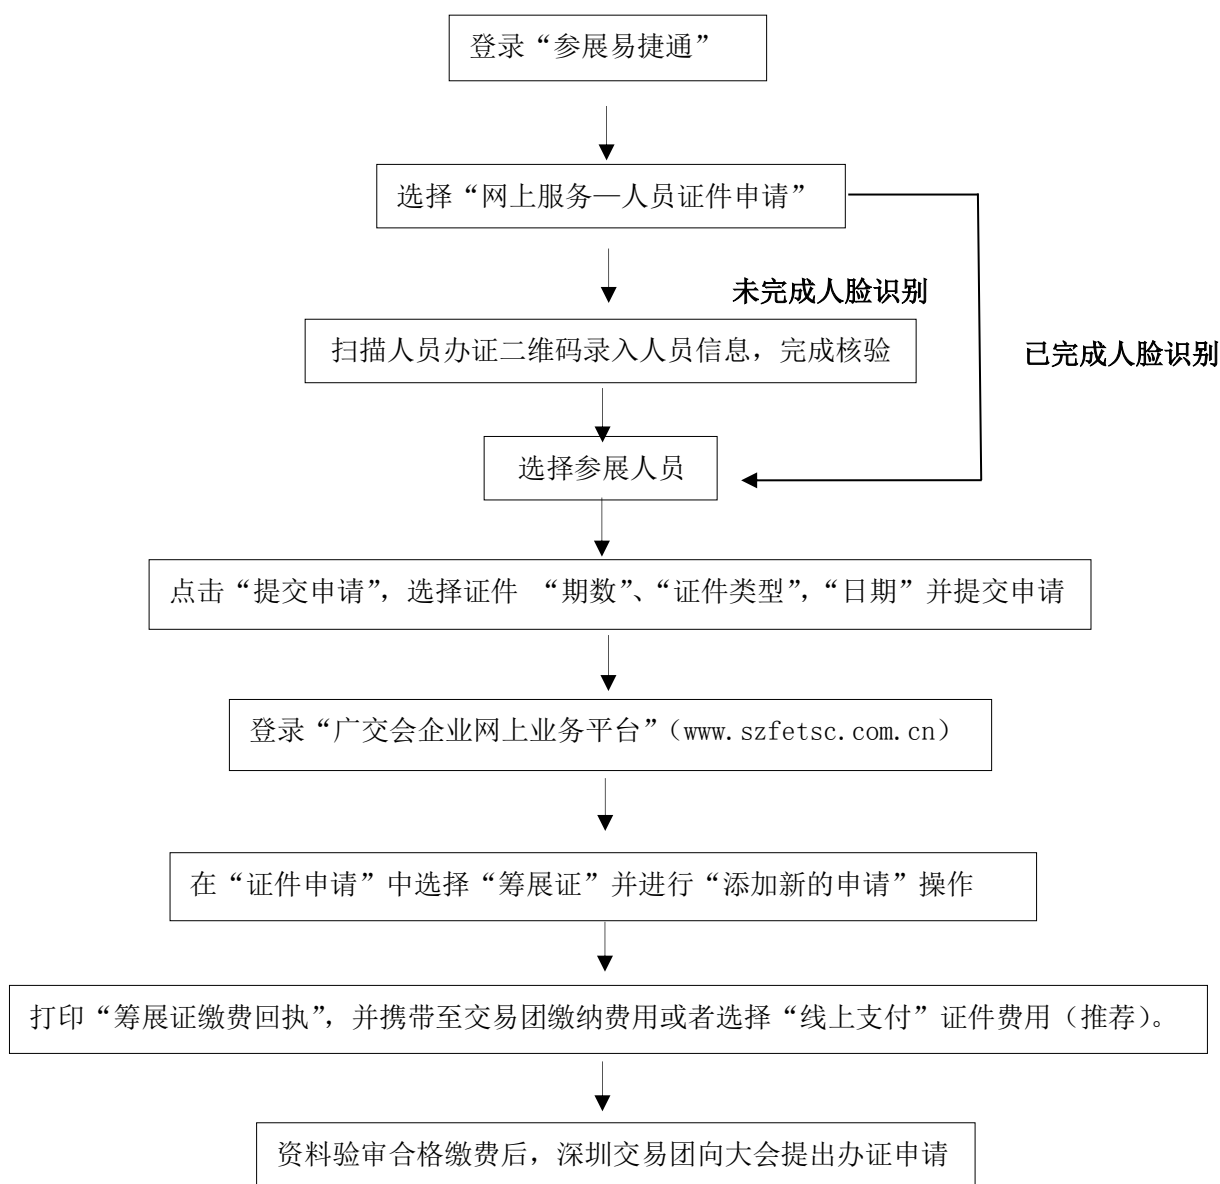 登录“参展易捷通”
选择“网上服务—人员证件申请”
未完成人脸识别
扫描人员办证二维码录入人员信息，完成核验
已完成人脸识别
选择参展人员
点击“提交申请”，选择证件 “期数”、“证件类型”，“日期”并提交申请
登录“广交会企业网上业务平台”（www.szfetsc.com.cn）
在“证件申请”中选择“筹展证”并进行“添加新的申请”操作
打印“筹展证缴费回执”，并携带至交易团缴纳费用或者选择“线上支付”证件费用（推荐）。
资料验审合格缴费后，深圳交易团向大会提出办证申请